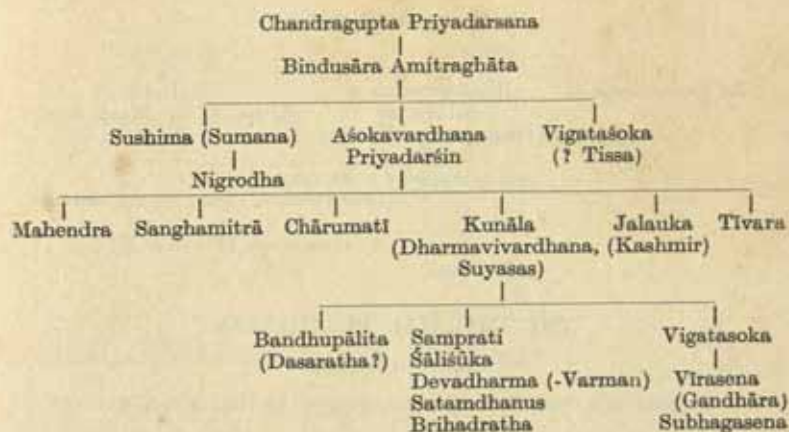 Chandragupta Priyadarsana
Bindusāra Amitraghāta
Sushima (Sumana) Aśokavardhana Vigataśoka
Priyadarśin (? Tissa)
Nigrodha
Mahendra Sanghamitrā Chārumatī Kunāla Jalauka Tīvara
(Dharmavivardhana, (Kashmir)
Suyasas)
Bandhupālita Samprati Vigatasoka
(Dasaratha?) Śāliśūka
Devadharma (-Varman) Vīrasena
Satamdhanus (Gandhāra)
Brihadratha Subhagasena